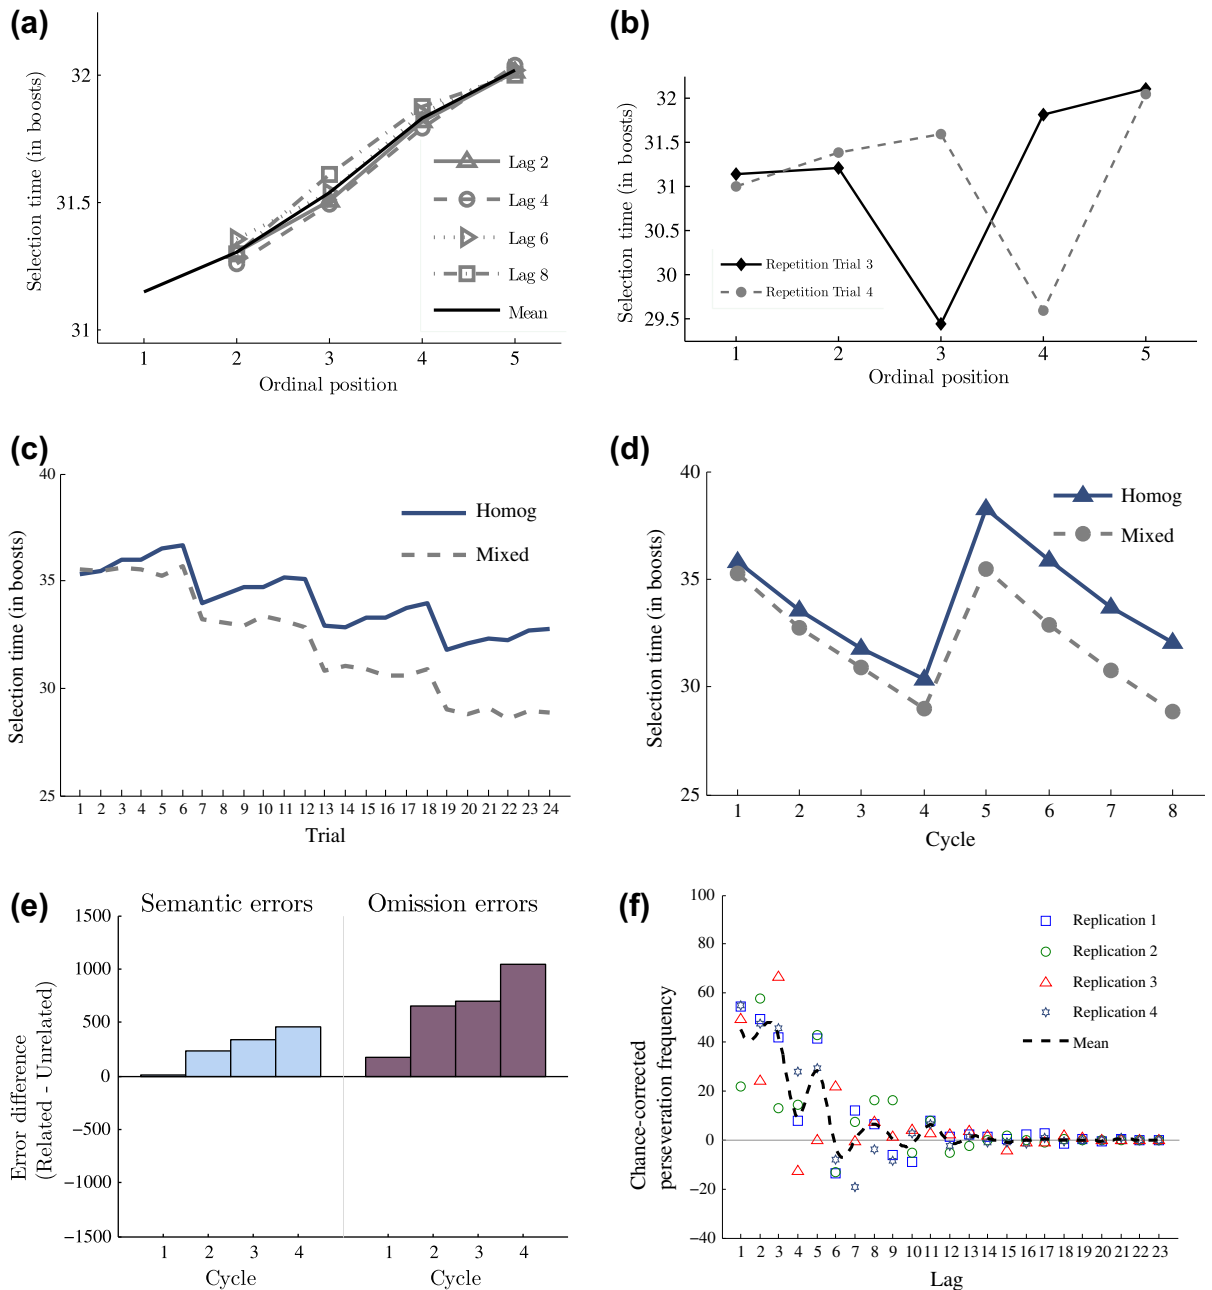 (a)
Selection time (in boosts)
32
31.5
31
Lag 2
Lag 4
Lag 6
Lag 8
Mean
1 2 3 4 5
Ordinal position
(b)
Selection time (in boosts)
32
31.5
31
30.5
30
29.5
Repetition Trial 3
Repetition Trial 4
1 2 3 4 5
Ordinal position
(c)
Selection time (in boosts)
40
35
30
25
Homog
Mixed
1 2 3 4 5 6 7 8 9 10 11 12 13 14 15 16 17 18 19 20 21 22 23 24
Trial
(d)
Selection time (in boosts)
40
35
30
25
Homog
Mixed
1 2 3 4 5 6 7 8
Cycle
(e)
Semantic errors Omission errors
Error difference
(Related - Unrelated)
1500
1000
500
0
−500
−1000
−1500
1 2 3 4 1 2 3 4
Cycle Cycle
(f)
Chance-corrected
perseveration frequency
100
80
60
40
20
0
−20
−40
Replication 1
Replication 2
Replication 3
Replication 4
Mean
1 2 3 4 5 6 7 8 9 10 11 12 13 14 15 16 17 18 19 20 21 22 23
Lag